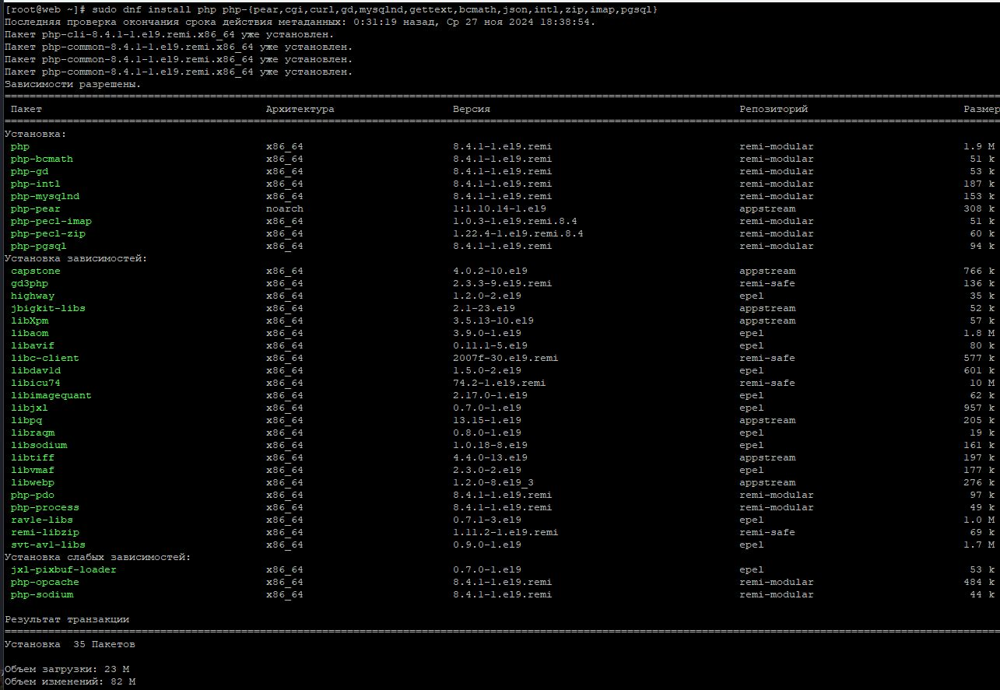 [root@web ~]# sudo dnf install php php-{pear,cgi,curl,gd,mysqlnd,gettext,bcmath,json,intl,zip,imap,pgsql}
Последняя проверка окончания срока действия метаданных: 0:31:19 назад, Ср 27 ноя 2024 18:38:54.
Пакет php-cli-8.4.1-1.el9.remi.x86_64 уже установлен.
Пакет php-common-8.4.1-1.el9.remi.x86_64 уже установлен.
Пакет php-common-8.4.1-1.el9.remi.x86_64 уже установлен.
Пакет php-common-8.4.1-1.el9.remi.x86_64 уже установлен.
Зависимости разрешены.
Пакет Архитектура Версия Репозиторий Размер
Установка:
php x86_64 8.4.1-1.el9.remi remi-modular 1.9 M
php-bcmath x86_64 8.4.1-1.el9.remi remi-modular 51 k
php-gd x86_64 8.4.1-1.el9.remi remi-modular 53 k
php-intl x86_64 8.4.1-1.el9.remi remi-modular 187 k
php-mysqlnd x86_64 8.4.1-1.el9.remi remi-modular 153 k
php-pear noarch 1:1.10.14-1.el9 appstream 308 k
php-pecl-imap x86_64 1.0.3-1.el9.remi.8.4 remi-modular 51 k
php-pecl-zip x86_64 1.22.4-1.el9.remi.8.4 remi-modular 60 k
php-pgsql x86_64 8.4.1-1.el9.remi remi-modular 94 k
Установка зависимостей:
capstone x86_64 4.0.2-10.el9 appstream 766 k
gd3php x86_64 2.3.3-9.el9.remi remi-safe 136 k
highway x86_64 1.2.0-2.el9 epel 35 k
jbigkit-libs x86_64 2.1-23.el9 appstream 52 k
libXpm x86_64 3.5.13-10.el9 appstream 57 k
libaom x86_64 3.9.0-1.el9 epel 1.8 M
libavif x86_64 0.11.1-5.el9 epel 80 k
libc-client x86_64 2007f-30.el9.remi remi-safe 577 k
libdav1d x86_64 1.5.0-2.el9 epel 601 k
libicu74 x86_64 74.2-1.el9.remi remi-safe 10 M
libimagequant x86_64 2.17.0-1.el9 epel 62 k
libjxl x86_64 0.7.0-1.el9 epel 957 k
libpq x86_64 13.15-1.el9 appstream 205 k
libraqm x86_64 0.8.0-1.el9 epel 19 k
libsodium x86_64 1.0.18-8.el9 epel 161 k
libtiff x86_64 4.4.0-13.el9 appstream 197 k
libvmaf x86_64 2.3.0-2.el9 epel 177 k
libwebp x86_64 1.2.0-8.el9_3 appstream 276 k
php-pdo x86_64 8.4.1-1.el9.remi remi-modular 97 k
php-process x86_64 8.4.1-1.el9.remi remi-modular 49 k
rav1e-libs x86_64 0.7.1-3.el9 epel 1.0 M
remi-libzip x86_64 1.11.2-1.el9.remi remi-safe 69 k
svt-av1-libs x86_64 0.9.0-1.el9 epel 1.7 M
Установка слабых зависимостей:
jxl-pixbuf-loader x86_64 0.7.0-1.el9 epel 53 k
php-opcache x86_64 8.4.1-1.el9.remi remi-modular 484 k
php-sodium x86_64 8.4.1-1.el9.remi remi-modular 44 k
Результат транзакции
Установка 35 Пакетов
Объем загрузки: 23 M
Объем изменений: 82 M